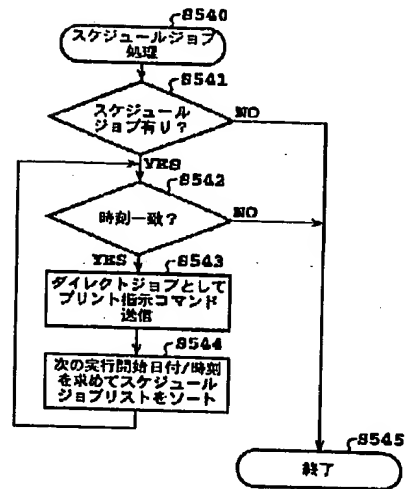 S540
スケジュールジョブ
処理
S541
スケジュール
ジョブ有り?
NO
YES
S542
時刻一致?
NO
YES
S543
ダイレクトジョブとして
プリント指示コマンド
送信
S544
次の実行開始日付/時刻
を求めてスケジュール
ジョブリストをソート
S545
終了